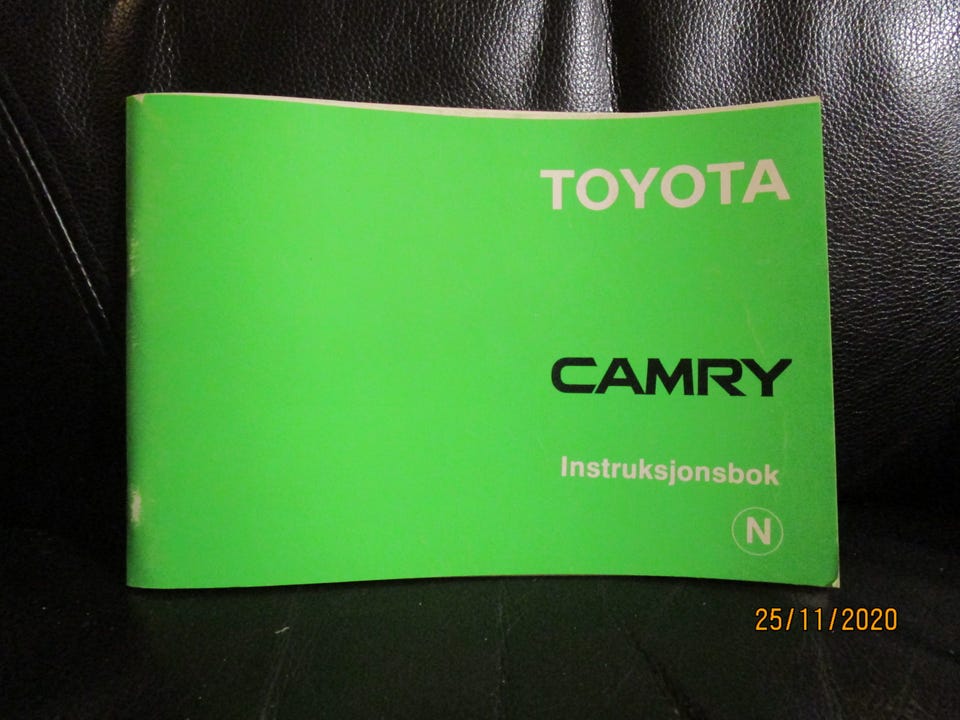 TOYOTA
CAMRY
Instruksjonsbok
N
25/11/2020